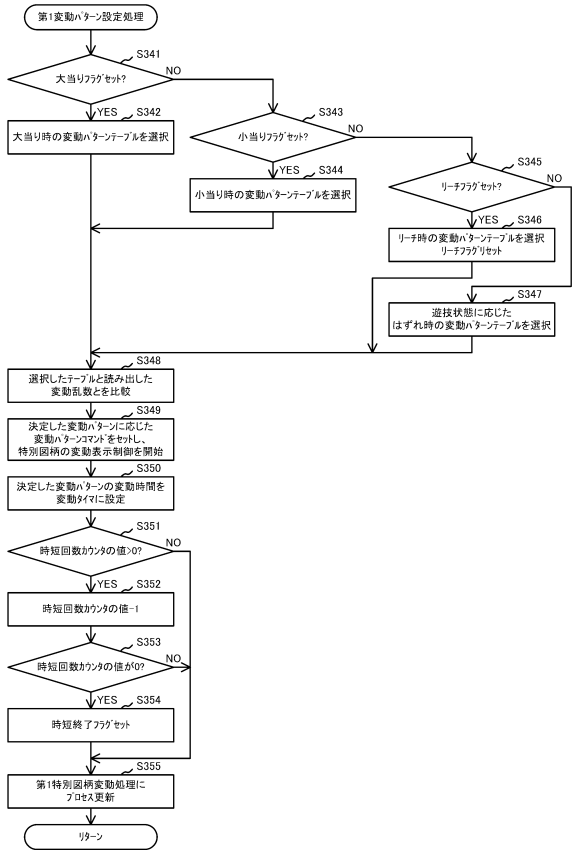 第1変動パターン設定処理
S341
大当りフラグセット?
NO
YES
S342
大当り時の変動パターンテーブルを選択
S343
小当りフラグセット?
NO
YES
S344
小当り時の変動パターンテーブルを選択
S345
リーチフラグセット?
NO
YES
S346
リーチ時の変動パターンテーブルを選択
リーチフラグリセット
S347
遊技状態に応じた
はずれ時の変動パターンテーブルを選択
S348
選択したテーブルと読み出した
変動乱数とを比較
S349
決定した変動パターンに応じた
変動パターンコマンドをセットし、
特別図柄の変動表示制御を開始
S350
決定した変動パターンの変動時間を
変動タイマに設定
S351
時短回数カウンタの値>0?
NO
YES
S352
時短回数カウンタの値-1
S353
時短回数カウンタの値が0?
NO
YES
S354
時短終了フラグセット
S355
第1特別図柄変動処理に
プロセス更新
リターン